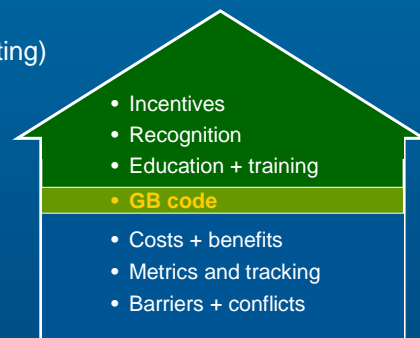 ting)
• Incentives
• Recognition
• Education + training
• GB code
• Costs + benefits
• Metrics and tracking
• Barriers + conflicts